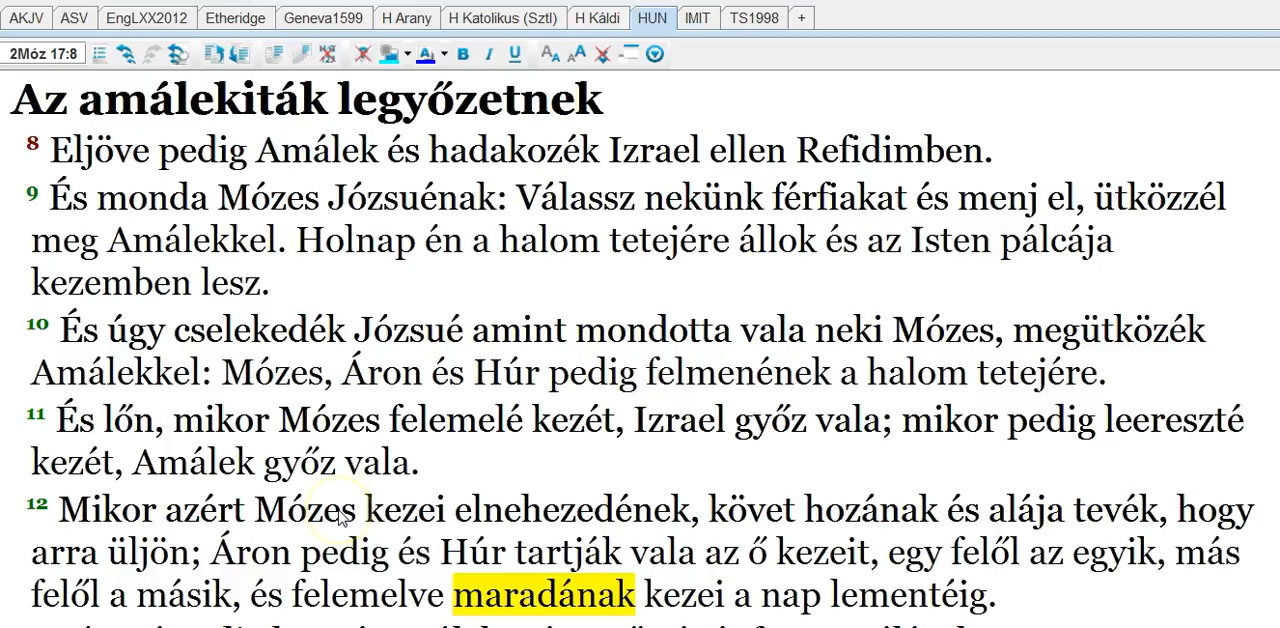 AKJV ASV EngLXX2012 Etheridge Geneva1599 H Arany H Katolikus (Sztl) H Káldi HUN IMIT TS1998 +
2Móz 17:8
Az amálekiták legyőzetnek
8 Eljöve pedig Amálek és hadakozék Izrael ellen Refidimben.
9 És monda Mózes Józsuénak: Válassz nekünk férfiakat és menj el, ütközzél
meg Amálekkel. Holnap én a halom tetejére állok és az Isten pálcája
kezemben lesz.
10 És úgy cselekedék Józsué amint mondotta vala neki Mózes, megütközék
Amálekkel: Mózes, Áron és Húr pedig felmenének a halom tetejére.
11 És lőn, mikor Mózes felemelé kezét, Izrael győz vala; mikor pedig leereszté
kezét, Amálek győz vala.
12 Mikor azért Mózes kezei elnehezedének, követ hozának és alája tevék, hogy
arra üljön; Áron pedig és Húr tartják vala az ő kezeit, egy felől az egyik, más
felől a másik, és felemelve maradának kezei a nap lementéig.